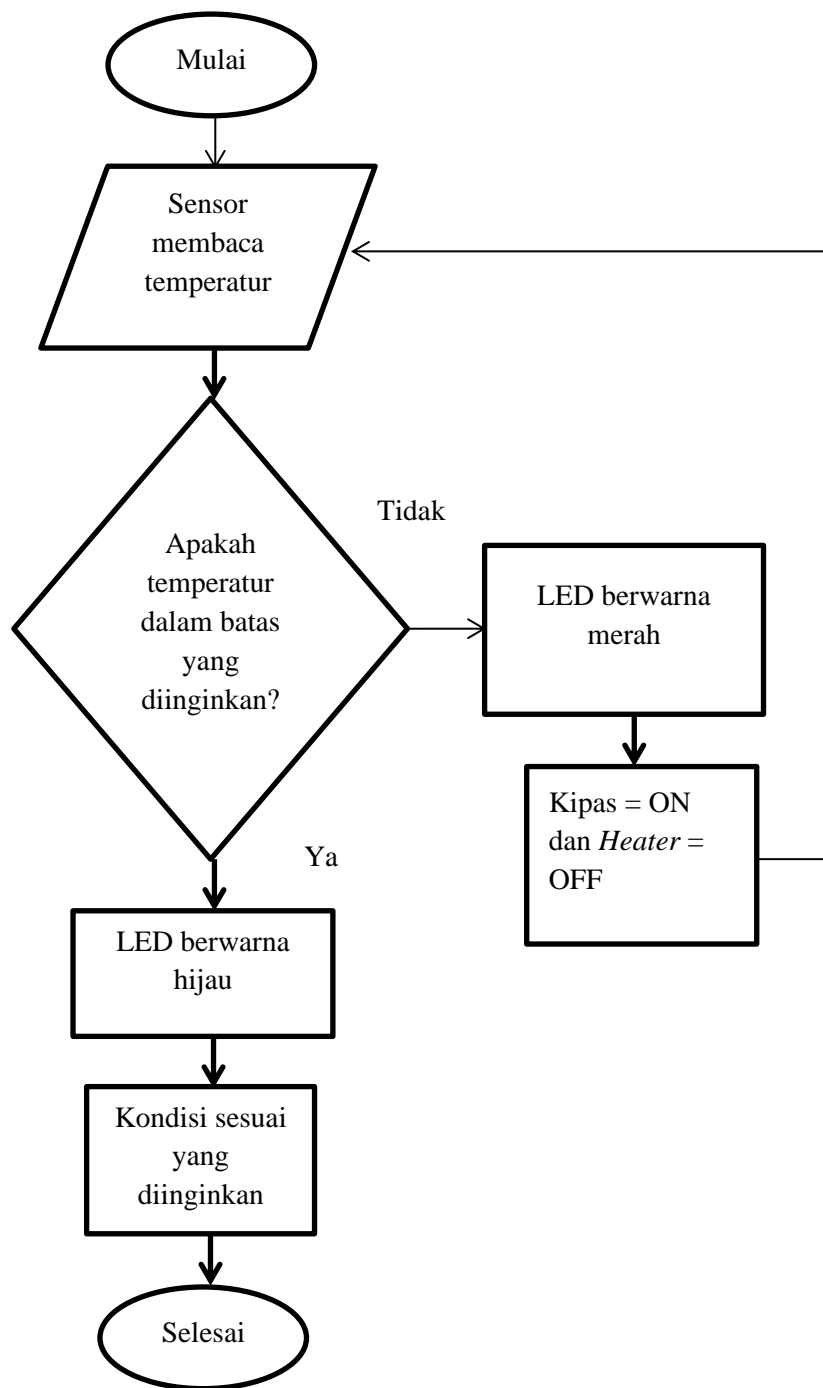 Mulai
Sensor
membaca
temperatur
Apakah
temperatur
dalam batas
yang
diinginkan?
Tidak
LED berwarna
merah
Kipas = ON
dan Heater =
OFF
Ya
LED berwarna
hijau
Kondisi sesuai
yang
diinginkan
Selesai